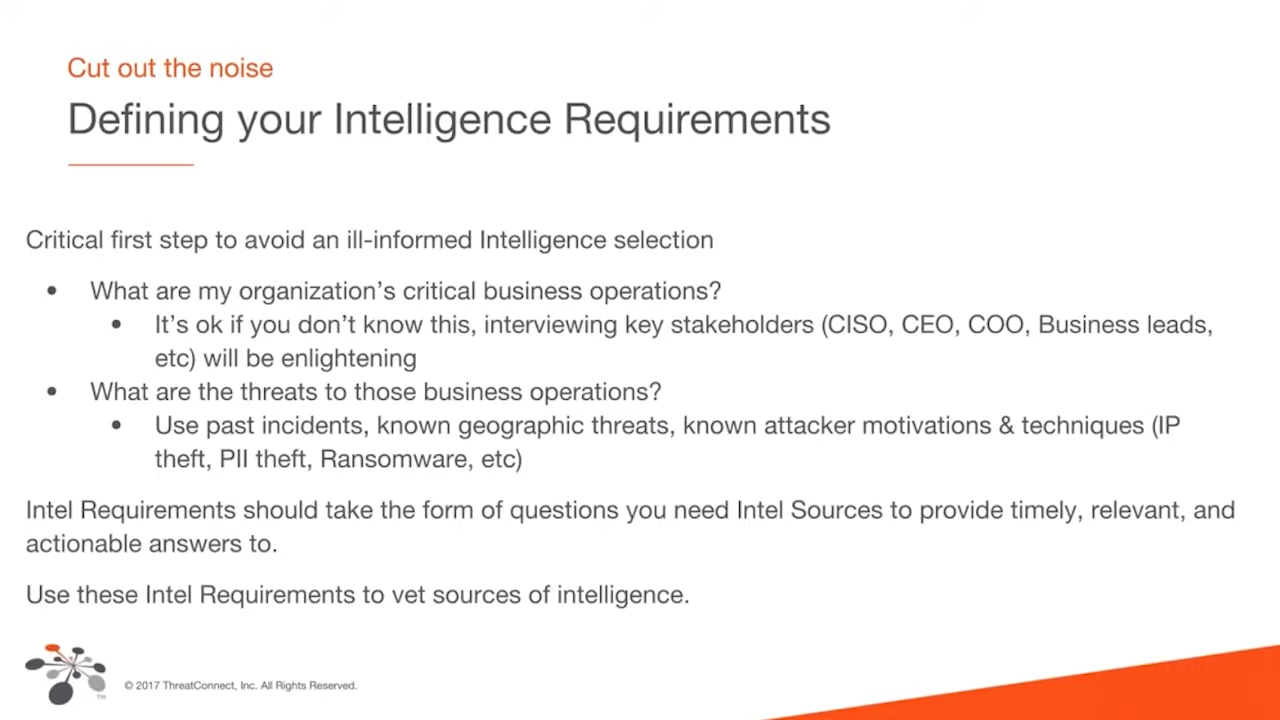 Cut out the noise
Defining your Intelligence Requirements
Critical first step to avoid an ill-informed Intelligence selection
• What are my organization's critical business operations?
• It's ok if you don't know this, interviewing key stakeholders (CISO, CEO, COO, Business leads,
etc) will be enlightening
• What are the threats to those business operations?
• Use past incidents, known geographic threats, known attacker motivations & techniques (IP
theft, PII theft, Ransomware, etc)
Intel Requirements should take the form of questions you need Intel Sources to provide timely, relevant, and
actionable answers to.
Use these Intel Requirements to vet sources of intelligence.
TM
© 2017 ThreatConnect, Inc. All Rights Reserved.